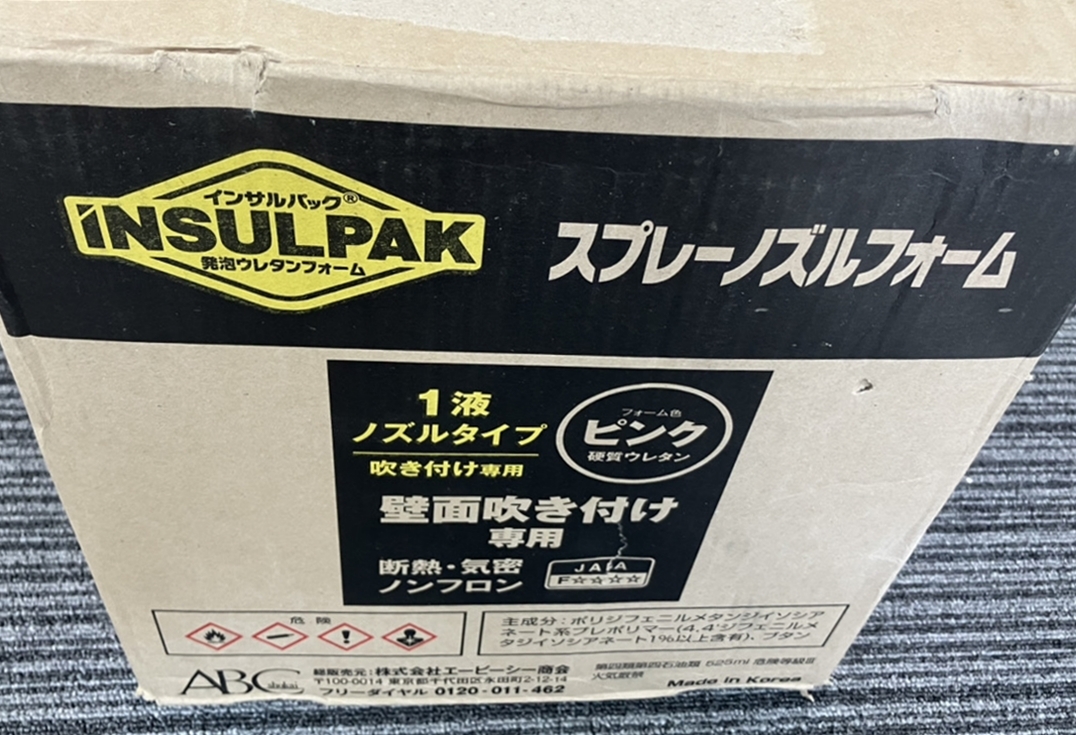 インサルパック®
INSULPAK
発泡ウレタンフォーム
スプレーノズルフォーム
1液
ノズルタイプ
吹き付け専用
フォーム色
ピンク
硬質ウレタン
壁面吹き付け
専用
断熱・気密
ノンフロン
JAIA
F☆☆☆☆
危険
主成分：ポリジフェニルメタンジイソシア
ネート系プレポリマー(4,4'ジフェニルメ
タジイソシアネート1%以上含有)、ブタン
ABC
shokai
総販売元：株式会社エービーシー商会
〒100-0014 東京都千代田区永田町2-12-14
フリーダイヤル 0120-011-462
第四類第四石油類 525ml 危険等級Ⅲ
火気厳禁
Made in Korea